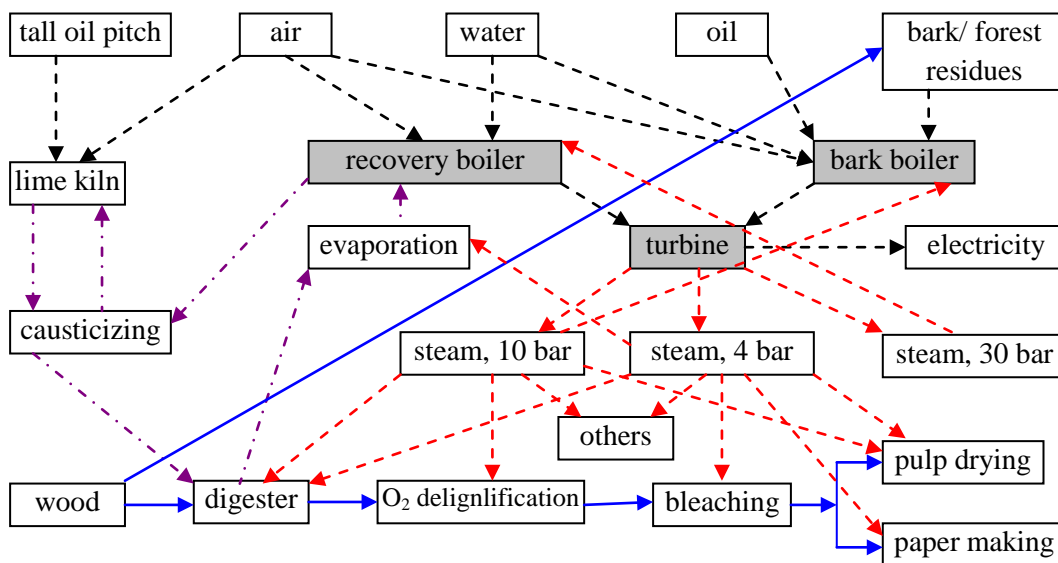 tall oil pitch
air
water
oil
bark/ forest
residues
recovery boiler
bark boiler
lime kiln
evaporation
turbine
electricity
causticizing
steam, 10 bar
steam, 4 bar
steam, 30 bar
others
pulp drying
wood
digester
O₂ delignlification
bleaching
paper making